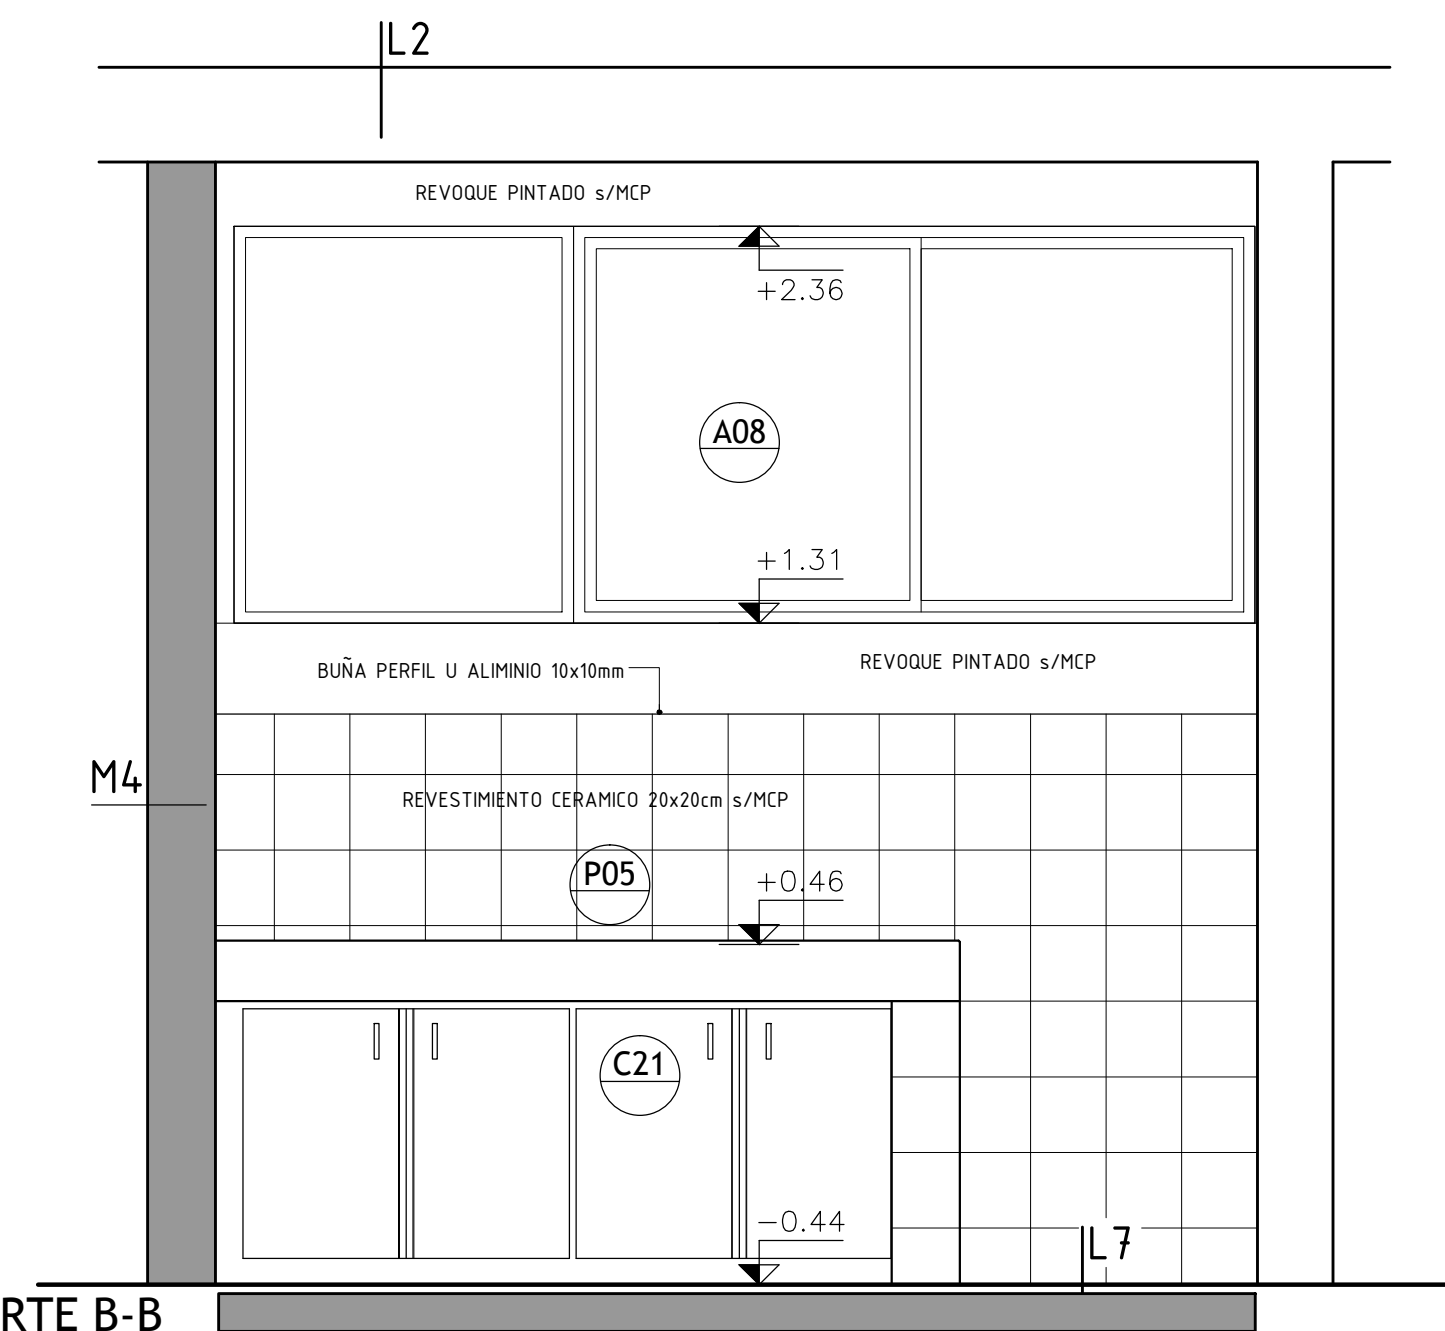 L2
REVOQUE PINTADO s/MCP
+2.36
A08
+1.31
REVOQUE PINTADO s/MCP
BUÑA PERFIL U ALIMINIO 10x10mm
M4
REVESTIMIENTO CERAMICO 20x20cm s/MCP
P05
+0.46
C21
-0.44
L7
RTE B-B